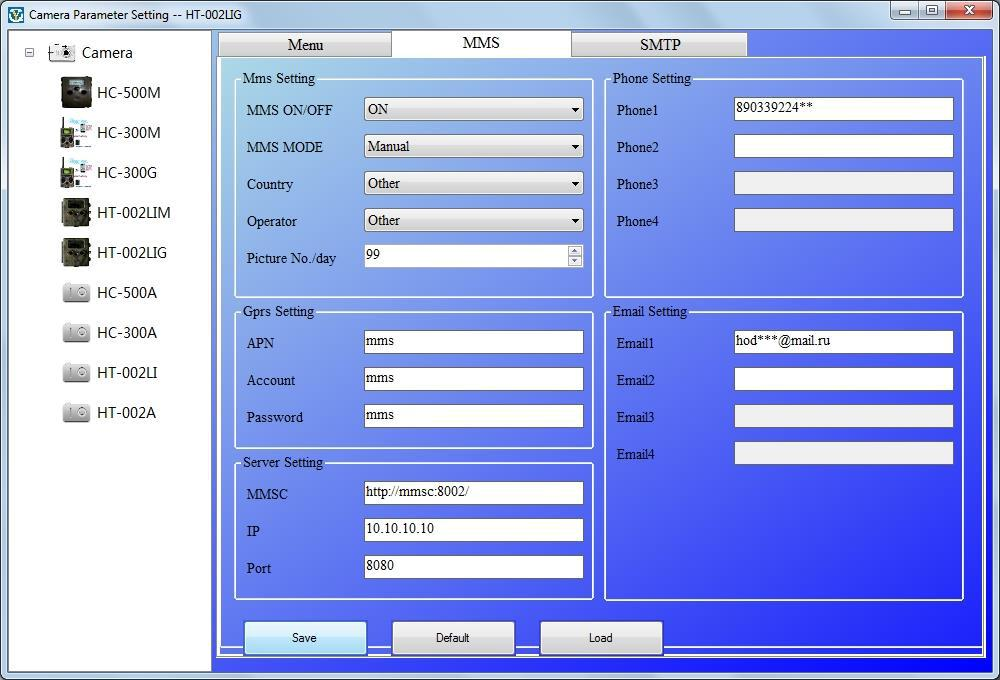 Camera Parameter Setting -- HT-002LIG
Camera
HC-500M
HC-300M
HC-300G
HT-002LIM
HT-002LIG
HC-500A
HC-300A
HT-002LI
HT-002A
Menu
MMS
SMTP
Mms Setting
MMS ON/OFF ON
MMS MODE Manual
Country Other
Operator Other
Picture No./day 99
Gprs Setting
APN mms
Account mms
Password mms
Server Setting
MMSC http://mmsc:8002/
IP 10.10.10.10
Port 8080
Phone Setting
Phone1 890339224**
Phone2
Phone3
Phone4
Email Setting
Email1 hod***@mail.ru
Email2
Email3
Email4
Save
Default
Load